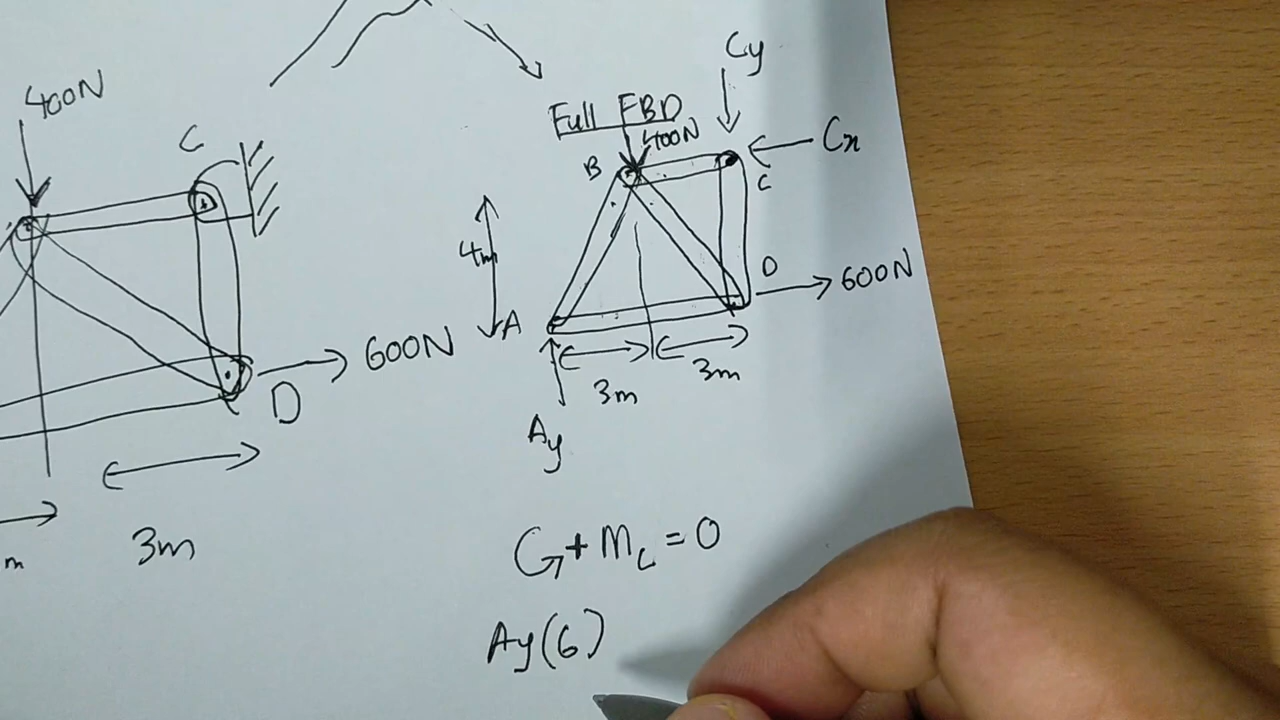 400N
C
600N
D
3m
m
Full FBD
Cy
400N
B
Cx
C
4m
D
600N
A
3m
3m
Ay
↺+Mc=0
Ay(6)